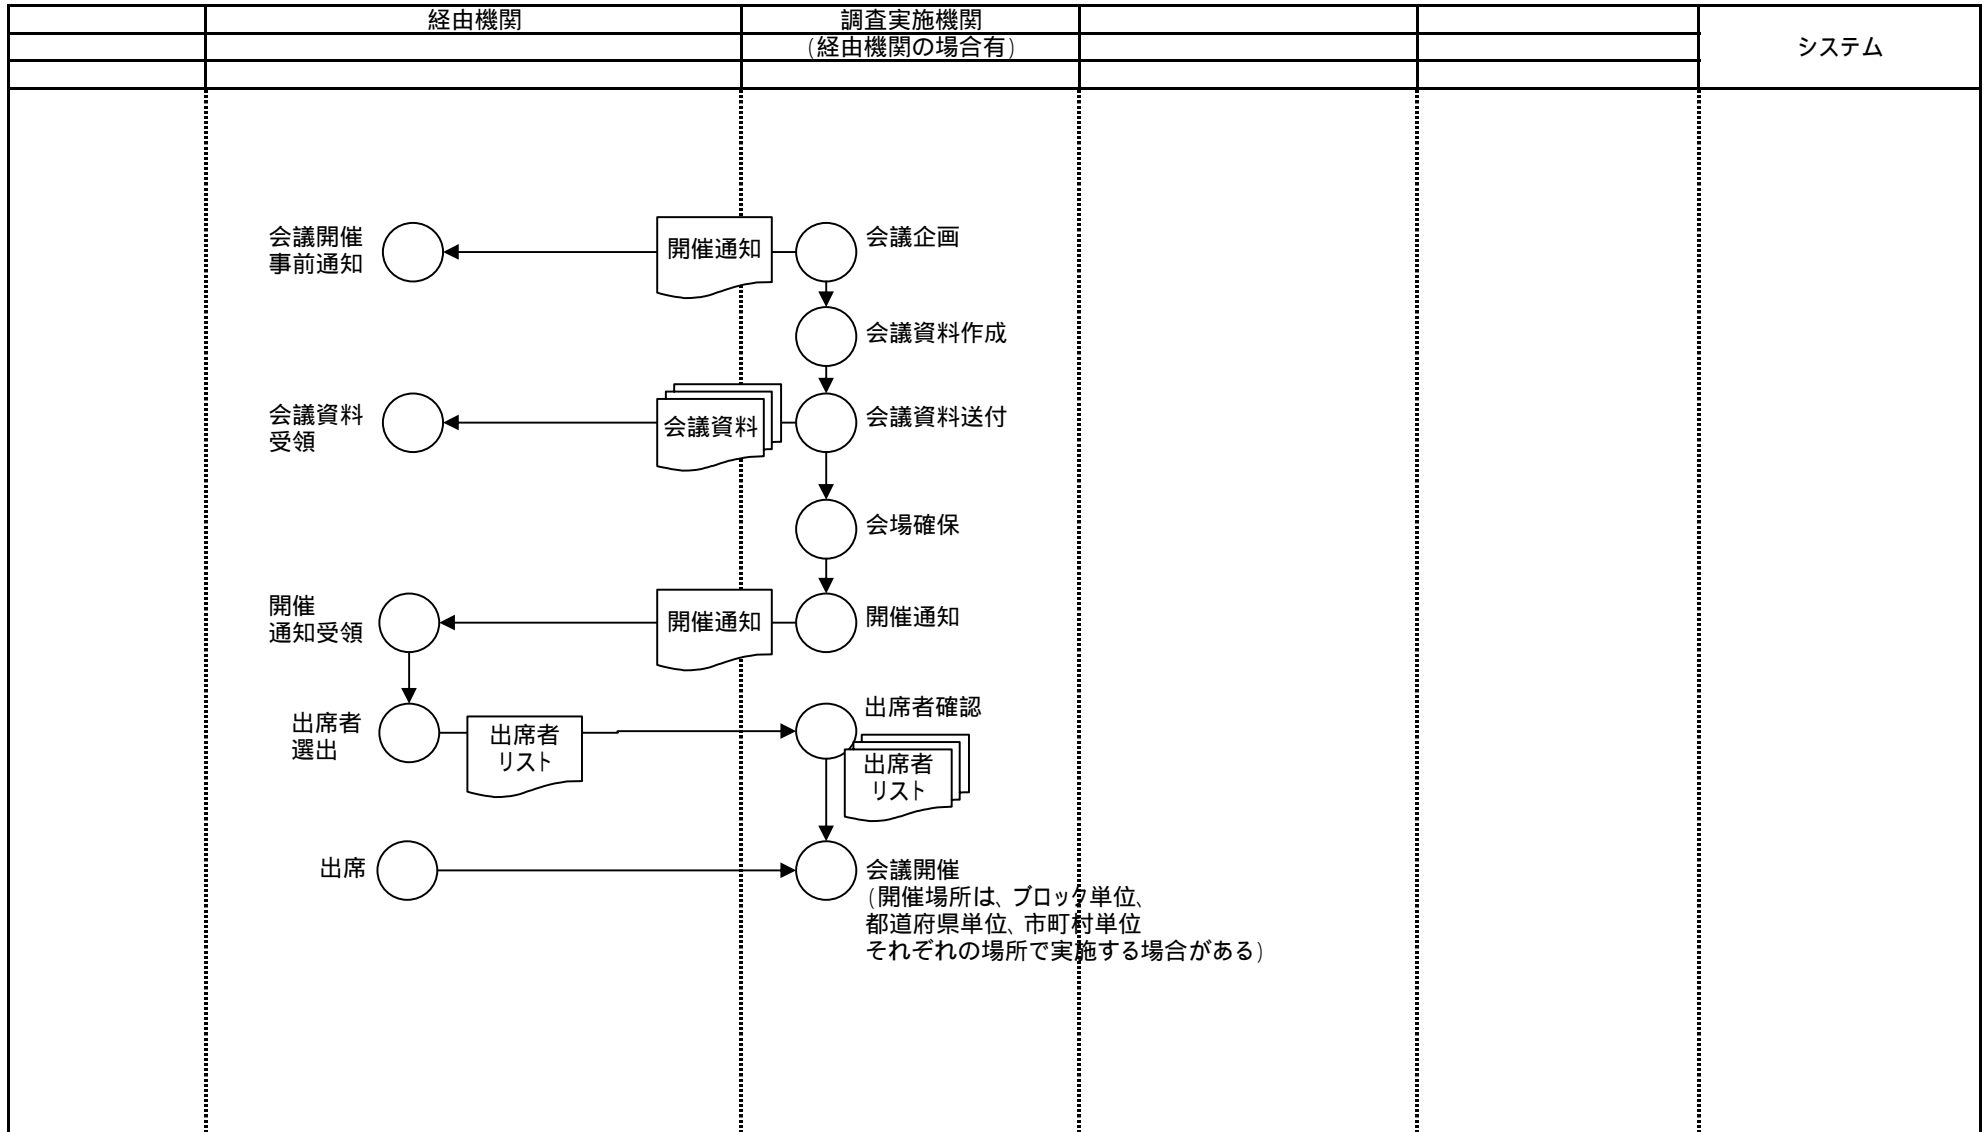 経由機関
調査実施機関
(経由機関の場合有)
システム
会議開催
事前通知
開催通知
会議企画
会議資料作成
会議資料
受領
会議資料
会議資料送付
会場確保
開催
通知受領
開催通知
開催通知
出席者
選出
出席者
リスト
出席者確認
出席者
リスト
出席
会議開催
(開催場所は、ブロック単位、
都道府県単位、市町村単位
それぞれの場所で実施する場合がある)